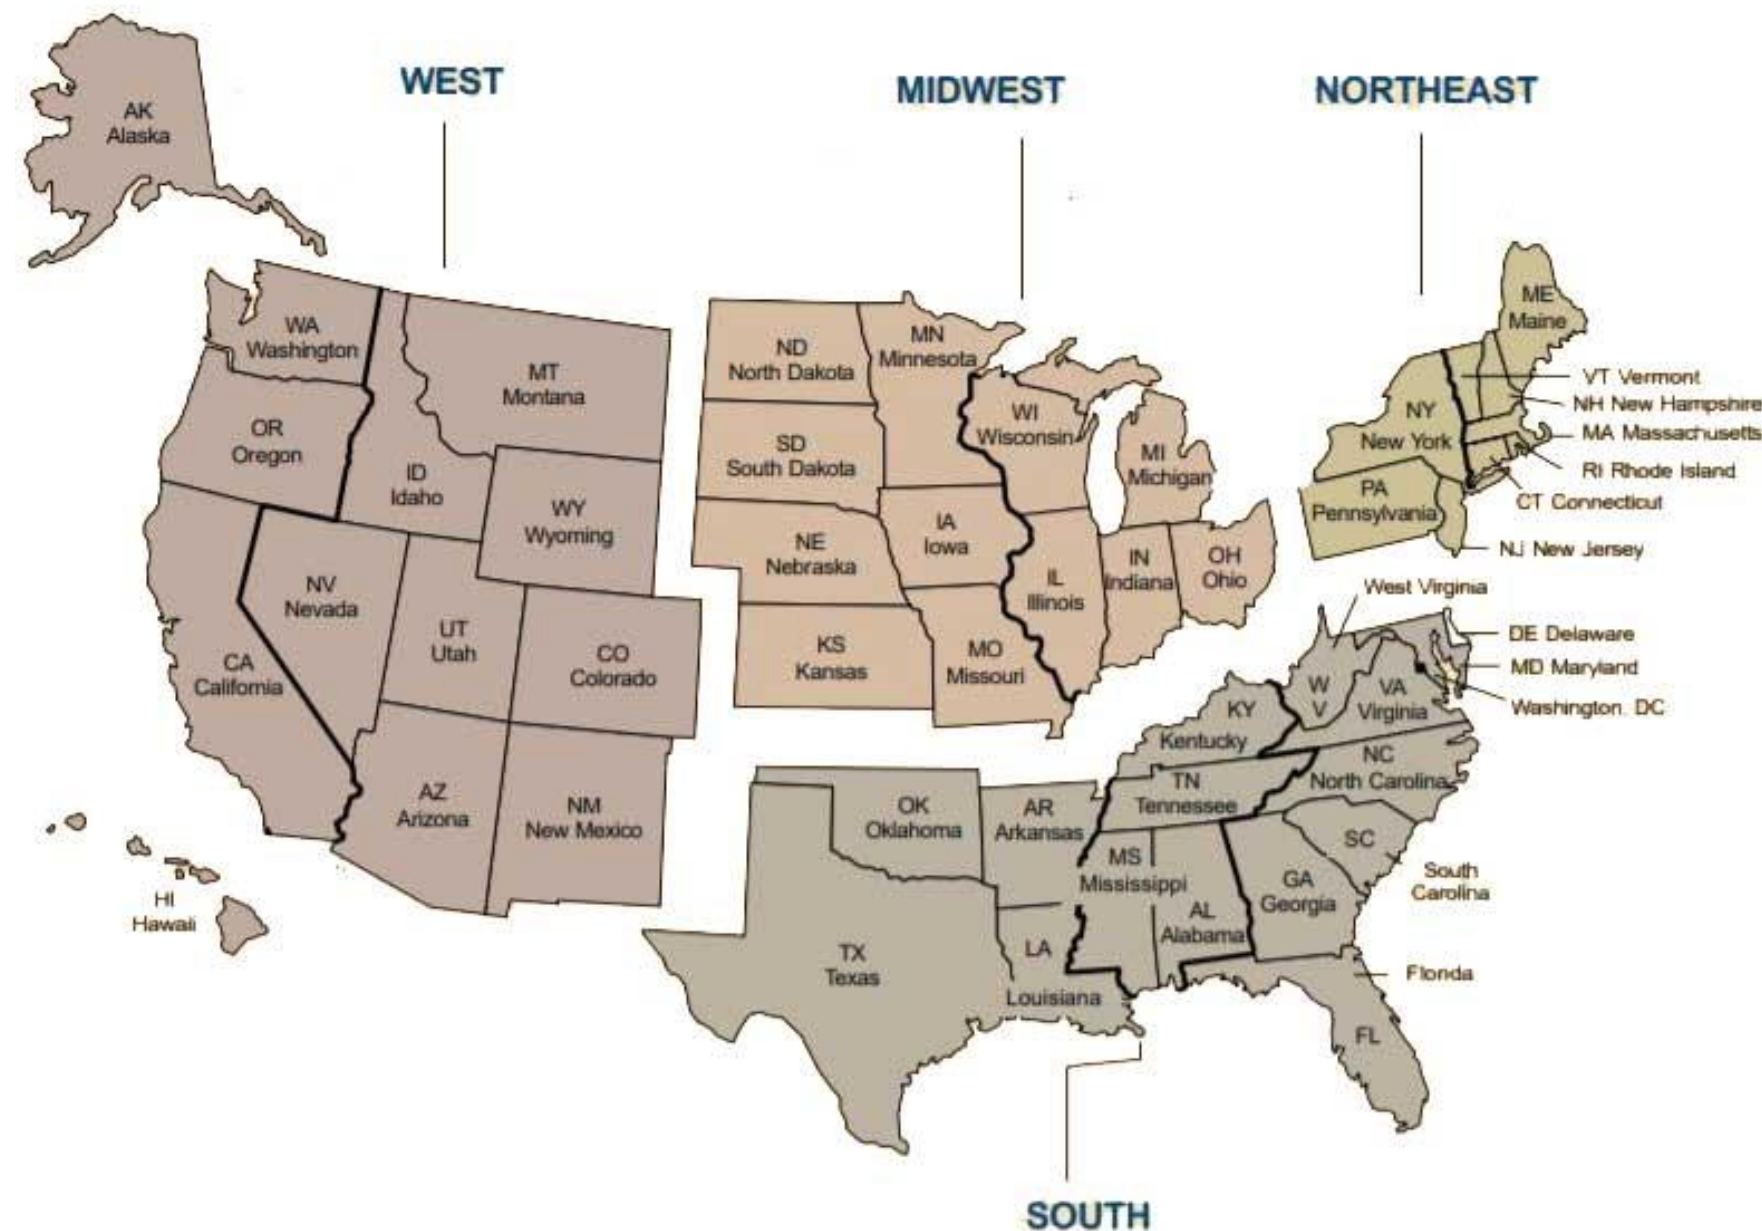 WEST
MIDWEST
NORTHEAST
AK
Alaska
WA
Washington
MT
Montana
OR
Oregon
ID
Idaho
WY
Wyoming
NV
Nevada
UT
Utah
CO
Colorado
CA
California
AZ
Arizona
NM
New Mexico
HI
Hawaii
ND
North Dakota
MN
Minnesota
SD
South Dakota
WI
Wisconsin
MI
Michigan
NE
Nebraska
IA
Iowa
IL
Illinois
IN
Indiana
OH
Ohio
KS
Kansas
MO
Missouri
ME
Maine
VT Vermont
NH New Hampshire
MA Massachusetts
RI Rhode Island
CT Connecticut
NJ New Jersey
NY
New York
PA
Pennsylvania
West Virginia
DE Delaware
MD Maryland
Washington, DC
W
V
VA
Virginia
KY
Kentucky
NC
North Carolina
TN
Tennessee
SC
South
Carolina
OK
Oklahoma
AR
Arkansas
MS
Mississippi
AL
Alabama
GA
Georgia
TX
Texas
LA
Louisiana
Florida
FL
SOUTH